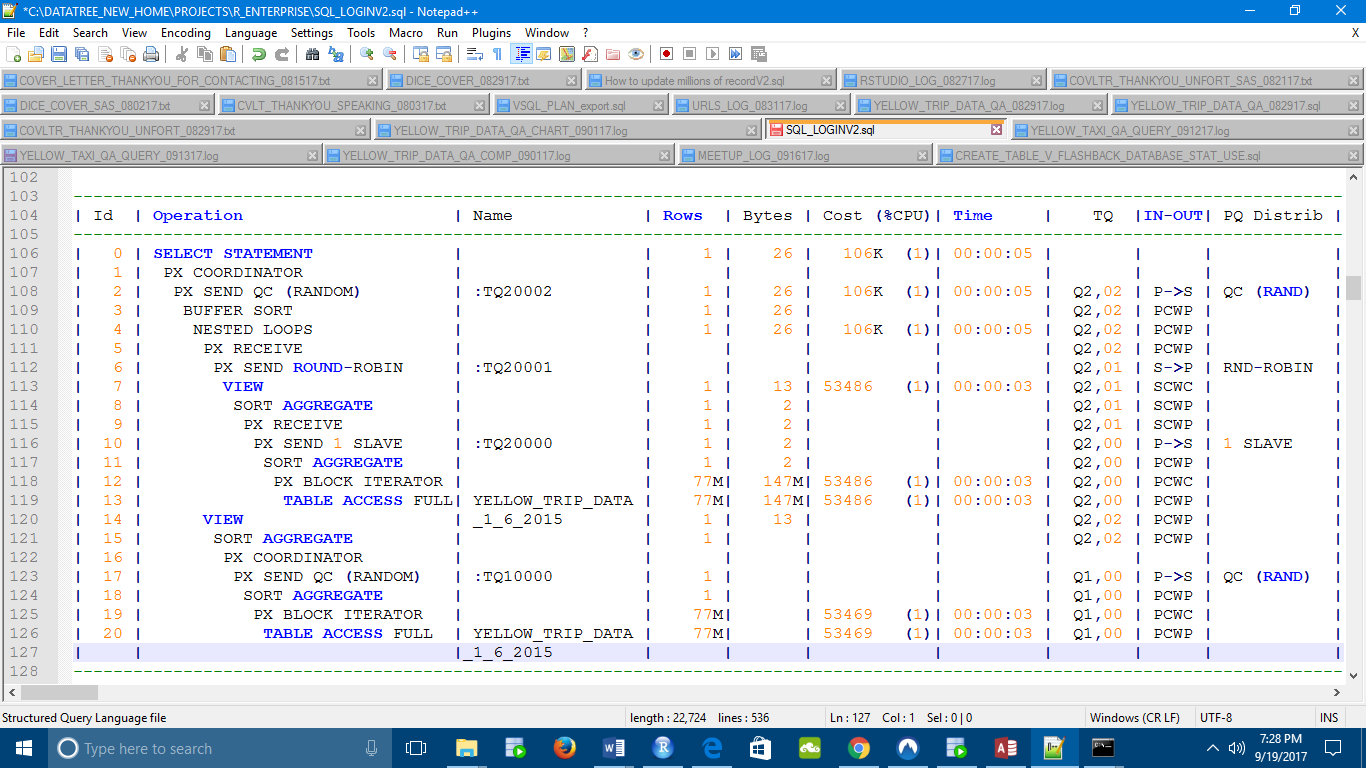 *C:\DATATREE_NEW_HOME\PROJECTS\R_ENTERPRISE\SQL_LOGINV2.sql - Notepad++
File Edit Search View Encoding Language Settings Tools Macro Run Plugins Window ? X
COVER_LETTER_THANKYOU_FOR_CONTACTING_081517.txt DICE_COVER_082917.txt How to update millions of recordV2.sql RSTUDIO_LOG_082717.log COVLTR_THANKYOU_UNFORT_SAS_082117.txt
DICE_COVER_SAS_080217.txt CVLT_THANKYOU_SPEAKING_080317.txt VSQL_PLAN_export.sql URLS_LOG_083117.log YELLOW_TRIP_DATA_QA_082917.log YELLOW_TRIP_DATA_QA_082917.sql
COVLTR_THANKYOU_UNFORT_082917.txt YELLOW_TRIP_DATA_QA_CHART_090117.log SQL_LOGINV2.sql YELLOW_TAXI_QA_QUERY_091217.log
YELLOW_TAXI_QA_QUERY_091317.log YELLOW_TRIP_DATA_QA_COMP_090117.log MEETUP_LOG_091617.log CREATE_TABLE_V_FLASHBACK_DATABASE_STAT_USE.sql
102
103 ------------------------------------------------------------------------------------------------------------------------------
104 | Id | Operation | Name | Rows | Bytes | Cost (%CPU)| Time | TQ |IN-OUT| PQ Distrib |
105 ------------------------------------------------------------------------------------------------------------------------------
106 | 0 | SELECT STATEMENT | | 1 | 26 | 106K (1)| 00:00:05 | | | |
107 | 1 | PX COORDINATOR | | | | | | | | |
108 | 2 | PX SEND QC (RANDOM) | :TQ20002 | 1 | 26 | 106K (1)| 00:00:05 | Q2,02 | P->S | QC (RAND) |
109 | 3 | BUFFER SORT | | 1 | 26 | | | Q2,02 | PCWP | |
110 | 4 | NESTED LOOPS | | 1 | 26 | 106K (1)| 00:00:05 | Q2,02 | PCWP | |
111 | 5 | PX RECEIVE | | | | | | Q2,02 | PCWP | |
112 | 6 | PX SEND ROUND-ROBIN | :TQ20001 | | | | | Q2,01 | S->P | RND-ROBIN |
113 | 7 | VIEW | | 1 | 13 | 53486 (1)| 00:00:03 | Q2,01 | SCWC | |
114 | 8 | SORT AGGREGATE | | 1 | 2 | | | Q2,01 | SCWP | |
115 | 9 | PX RECEIVE | | 1 | 2 | | | Q2,01 | SCWP | |
116 | 10 | PX SEND 1 SLAVE | :TQ20000 | 1 | 2 | | | Q2,00 | P->S | 1 SLAVE |
117 | 11 | SORT AGGREGATE | | 1 | 2 | | | Q2,00 | PCWP | |
118 | 12 | PX BLOCK ITERATOR | | 77M| 147M| 53486 (1)| 00:00:03 | Q2,00 | PCWC | |
119 | 13 | TABLE ACCESS FULL| YELLOW_TRIP_DATA | 77M| 147M| 53486 (1)| 00:00:03 | Q2,00 | PCWP | |
120 | 14 | VIEW | _1_6_2015 | 1 | 13 | | | Q2,02 | PCWP | |
121 | 15 | SORT AGGREGATE | | 1 | | | | Q2,02 | PCWP | |
122 | 16 | PX COORDINATOR | | | | | | | | |
123 | 17 | PX SEND QC (RANDOM) | :TQ10000 | 1 | | | | Q1,00 | P->S | QC (RAND) |
124 | 18 | SORT AGGREGATE | | 1 | | | | Q1,00 | PCWP | |
125 | 19 | PX BLOCK ITERATOR | | 77M| | 53469 (1)| 00:00:03 | Q1,00 | PCWC | |
126 | 20 | TABLE ACCESS FULL | YELLOW_TRIP_DATA | 77M| | 53469 (1)| 00:00:03 | Q1,00 | PCWP | |
127 | | |_1_6_2015 | | | | | | | |
128 ------------------------------------------------------------------------------------------------------------------------------
Structured Query Language file length : 22,724 lines : 536 Ln : 127 Col : 1 Sel : 0 | 0 Windows (CR LF) UTF-8 INS
Type here to search
7:28 PM
9/19/2017